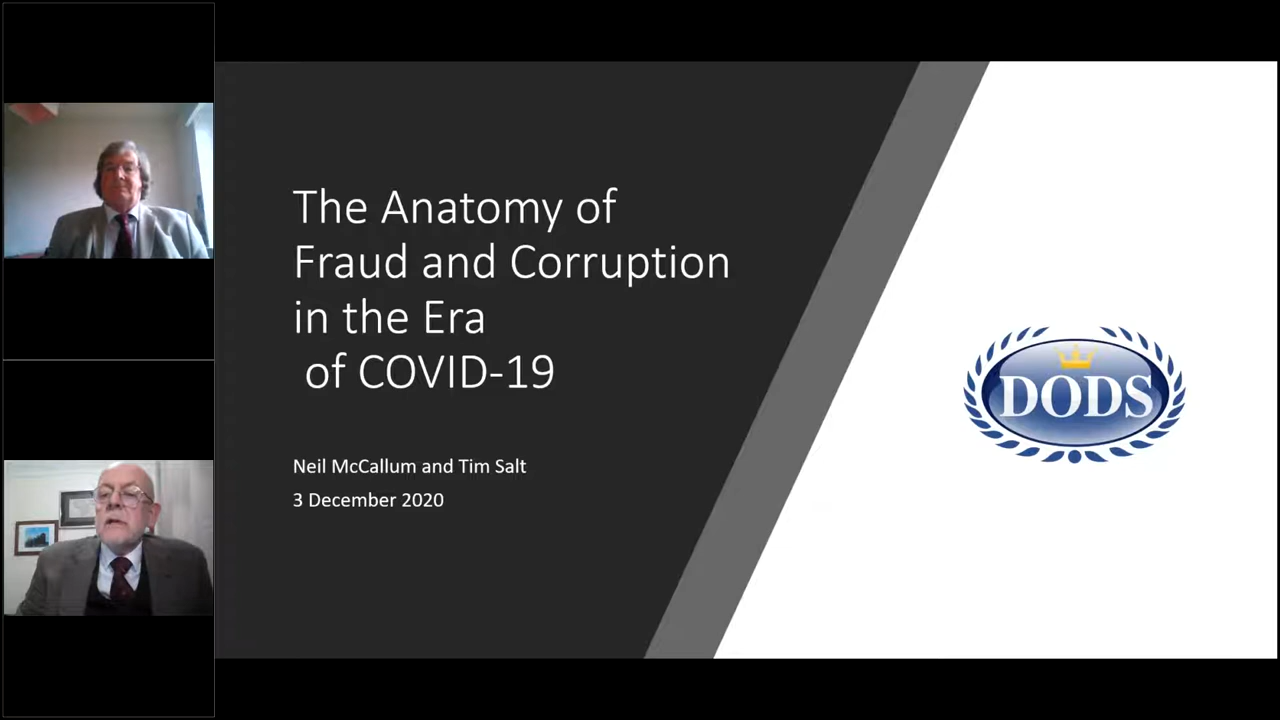 The Anatomy of
Fraud and Corruption
in the Era
of COVID-19
Neil McCallum and Tim Salt
3 December 2020
DODS